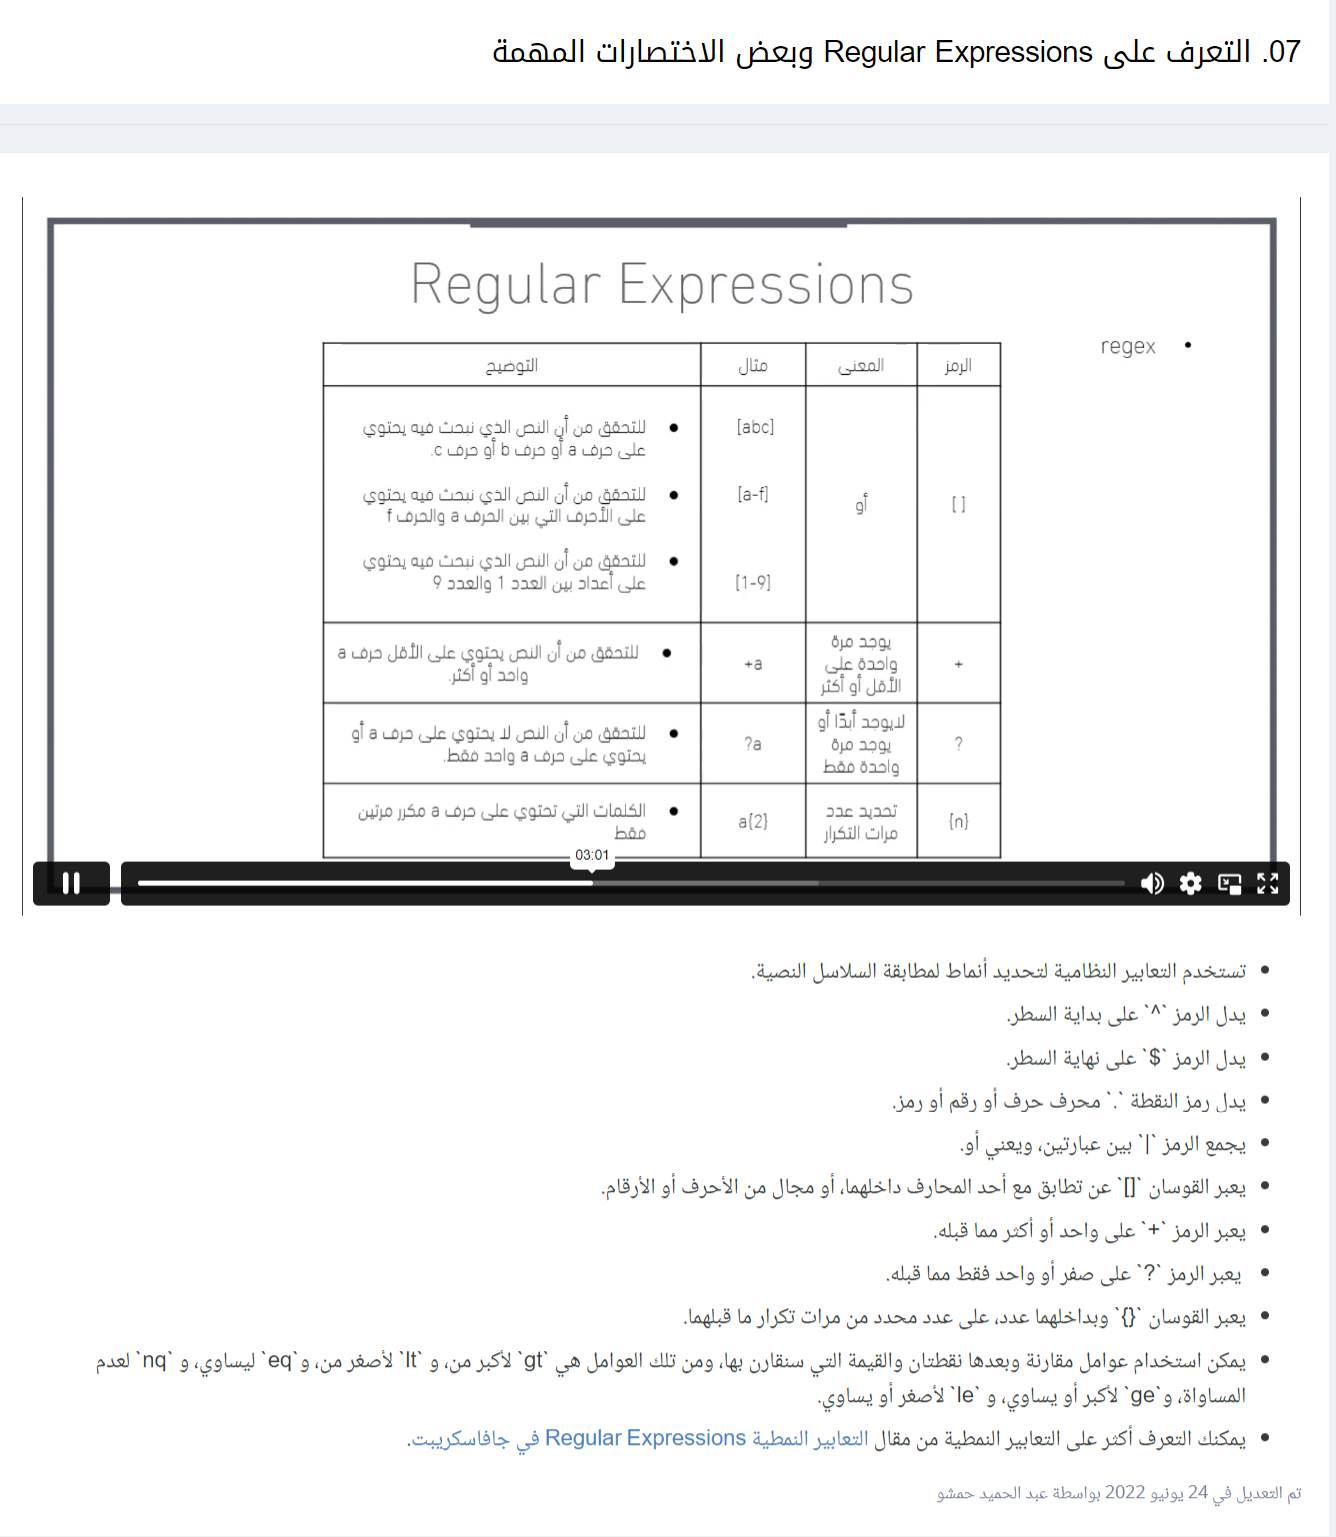 07. التعرف على Regular Expressions وبعض الاختصارات المهمة
Regular Expressions
• regex
الرمز المعنى مثال التوضيح
[ ] أو
[abc]
• للتحقق من أن النص الذي نبحث فيه يحتوي
على حرف a أو حرف b أو حرف c.
[a-f]
• للتحقق من أن النص الذي نبحث فيه يحتوي
على الأحرف التي بين الحرف a والحرف f
[1-9]
• للتحقق من أن النص الذي نبحث فيه يحتوي
على أعداد بين العدد 1 والعدد 9
+
يوجد مرة
واحدة على
الأقل أو أكثر
+a
• للتحقق من أن النص يحتوي على الأقل حرف a
واحد أو أكثر.
?
لايوجد أبدًا أو
يوجد مرة
واحدة فقط
?a
• للتحقق من أن النص لا يحتوي على حرف a أو
يحتوي على حرف a واحد فقط.
{n}
تحديد عدد
مرات التكرار
a{2}
• الكلمات التي تحتوي على حرف a مكرر مرتين
فقط
03:01
• تستخدم التعابير النظامية لتحديد أنماط لمطابقة السلاسل النصية.
• يدل الرمز `^` على بداية السطر.
• يدل الرمز `$` على نهاية السطر.
• يدل رمز النقطة `.` محرف حرف أو رقم أو رمز.
• يجمع الرمز `|` بين عبارتين، ويعني أو.
• يعبر القوسان `[]` عن تطابق مع أحد المحارف داخلهما، أو مجال من الأحرف أو الأرقام.
• يعبر الرمز `+` على واحد أو أكثر مما قبله.
• يعبر الرمز `?` على صفر أو واحد فقط مما قبله.
• يعبر القوسان `{}` وبداخلهما عدد، على عدد محدد من مرات تكرار ما قبلهما.
• يمكن استخدام عوامل مقارنة وبعدها نقطتان والقيمة التي سنقارن بها، ومن تلك العوامل هي `gt` لأكبر من، و `lt` لأصغر من، و`eq` ليساوي، و `nq` لعدم
المساواة، و`ge` لأكبر أو يساوي، و `le` لأصغر أو يساوي.
• يمكنك التعرف أكثر على التعابير النمطية من مقال التعابير النمطية Regular Expressions في جافاسكريبت.
تم التعديل في 24 يونيو 2022 بواسطة عبد الحميد حمشو